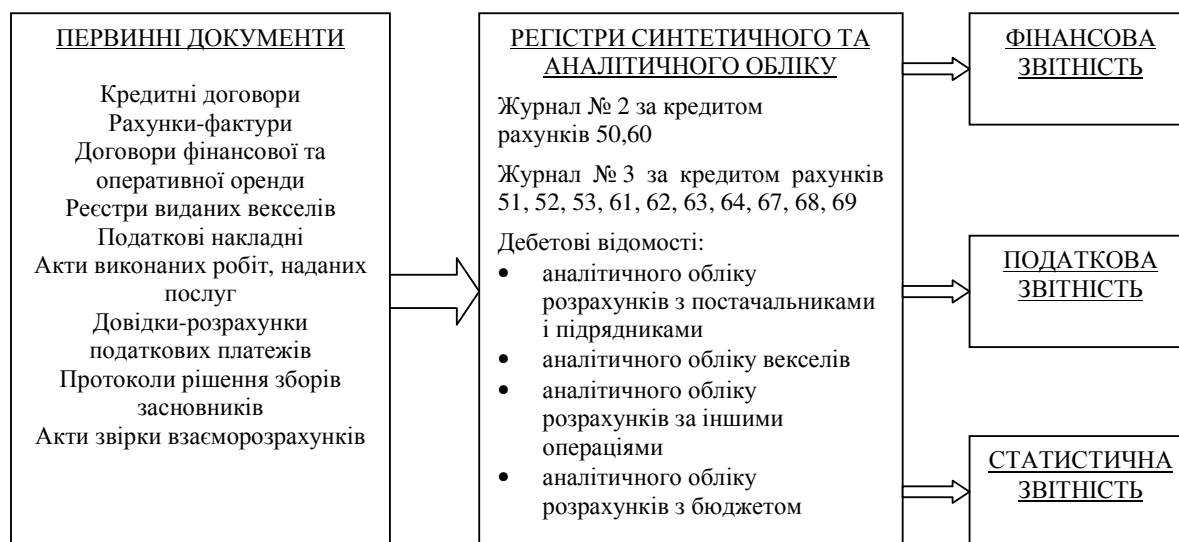 ПЕРВИННІ ДОКУМЕНТИ
Кредитні договори
Рахунки-фактури
Договори фінансової та
оперативної оренди
Реєстри виданих векселів
Податкові накладні
Акти виконаних робіт, наданих
послуг
Довідки-розрахунки
податкових платежів
Протоколи рішення зборів
засновників
Акти звірки взаєморозрахунків
РЕГІСТРИ СИНТЕТИЧНОГО ТА
АНАЛІТИЧНОГО ОБЛІКУ
Журнал № 2 за кредитом
рахунків 50,60
Журнал № 3 за кредитом рахунків
51, 52, 53, 61, 62, 63, 64, 67, 68, 69
Дебетові відомості:
• аналітичного обліку
розрахунків з постачальниками
і підрядниками
• аналітичного обліку векселів
• аналітичного обліку
розрахунків за іншими
операціями
• аналітичного обліку
розрахунків з бюджетом
ФІНАНСОВА
ЗВІТНІСТЬ
ПОДАТКОВА
ЗВІТНІСТЬ
СТАТИСТИЧНА
ЗВІТНІСТЬ